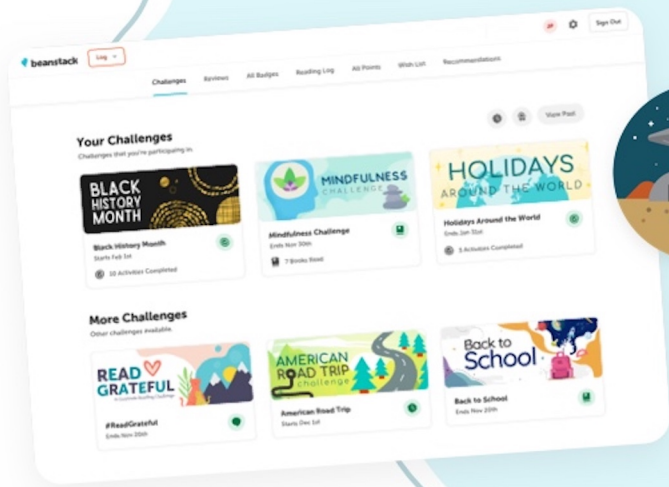 beanstack
Log
JP
Sign Out
Challenges
Reviews
All Badges
Reading Log
All Points
Wish List
Recommendations
View Past
Your Challenges
Challenges that you're participating in.
BLACK
HISTORY
MONTH
Black History Month
Starts Feb 1st
10 Activities Completed
MINDFULNESS
CHALLENGE
Mindfulness Challenge
Ends Nov 30th
7 Books Read
HOLIDAYS
AROUND THE WORLD
Holidays Around the World
Ends Jan 31st
5 Activities Completed
More Challenges
Other challenges available.
READ
GRATEFUL
#ReadGrateful
Ends Nov 30th
AMERICAN
ROAD TRIP
challenge
American Road Trip
Starts Dec 1st
Back to
School
Back to School
Ends Nov 20th